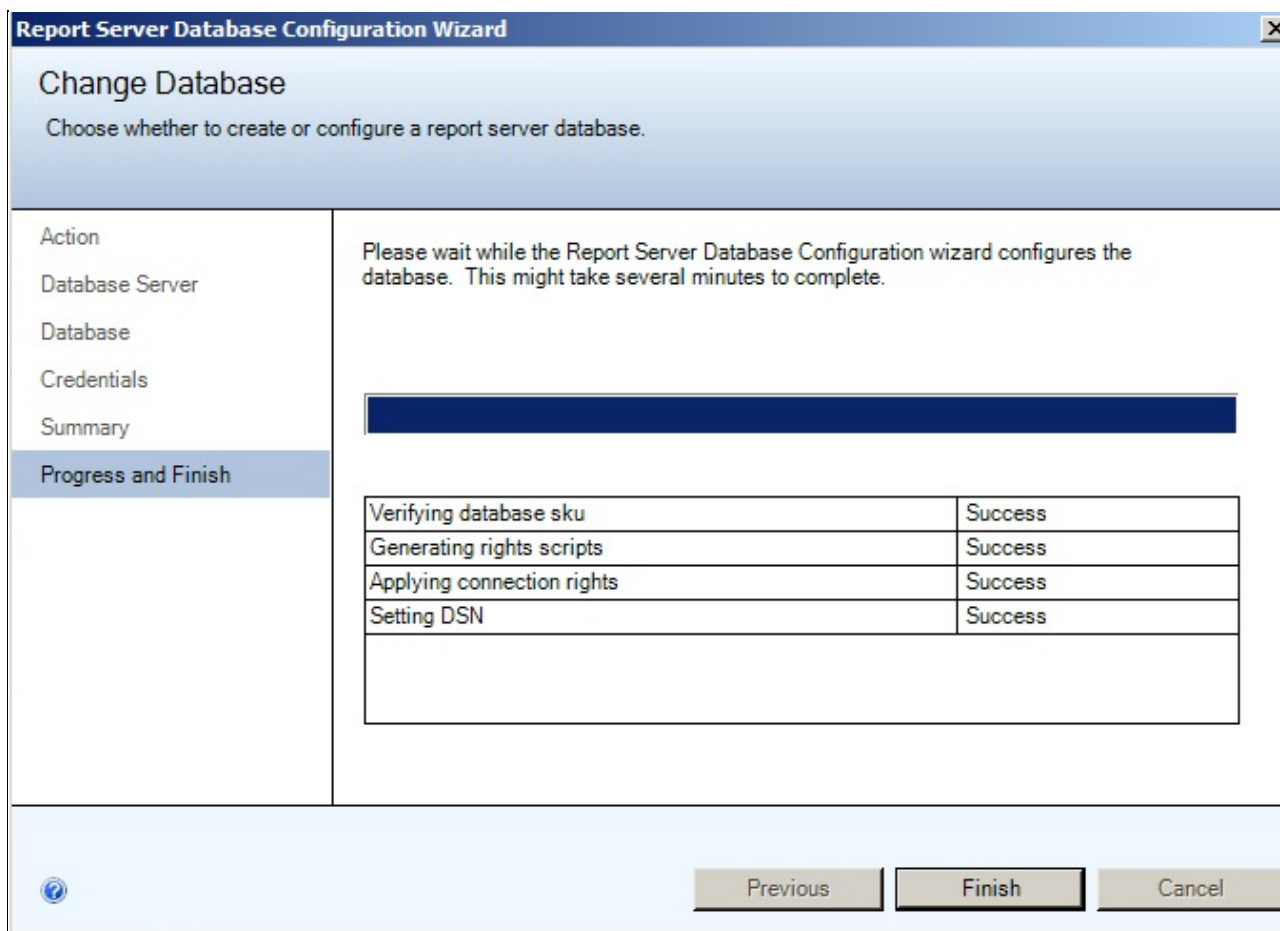 Report Server Database Configuration Wizard
Change Database
Choose whether to create or configure a report server database.
Action
Database Server
Database
Credentials
Summary
Progress and Finish
Please wait while the Report Server Database Configuration wizard configures the
database.  This might take several minutes to complete.
Verifying database sku Success
Generating rights scripts Success
Applying connection rights Success
Setting DSN Success
Previous Finish Cancel